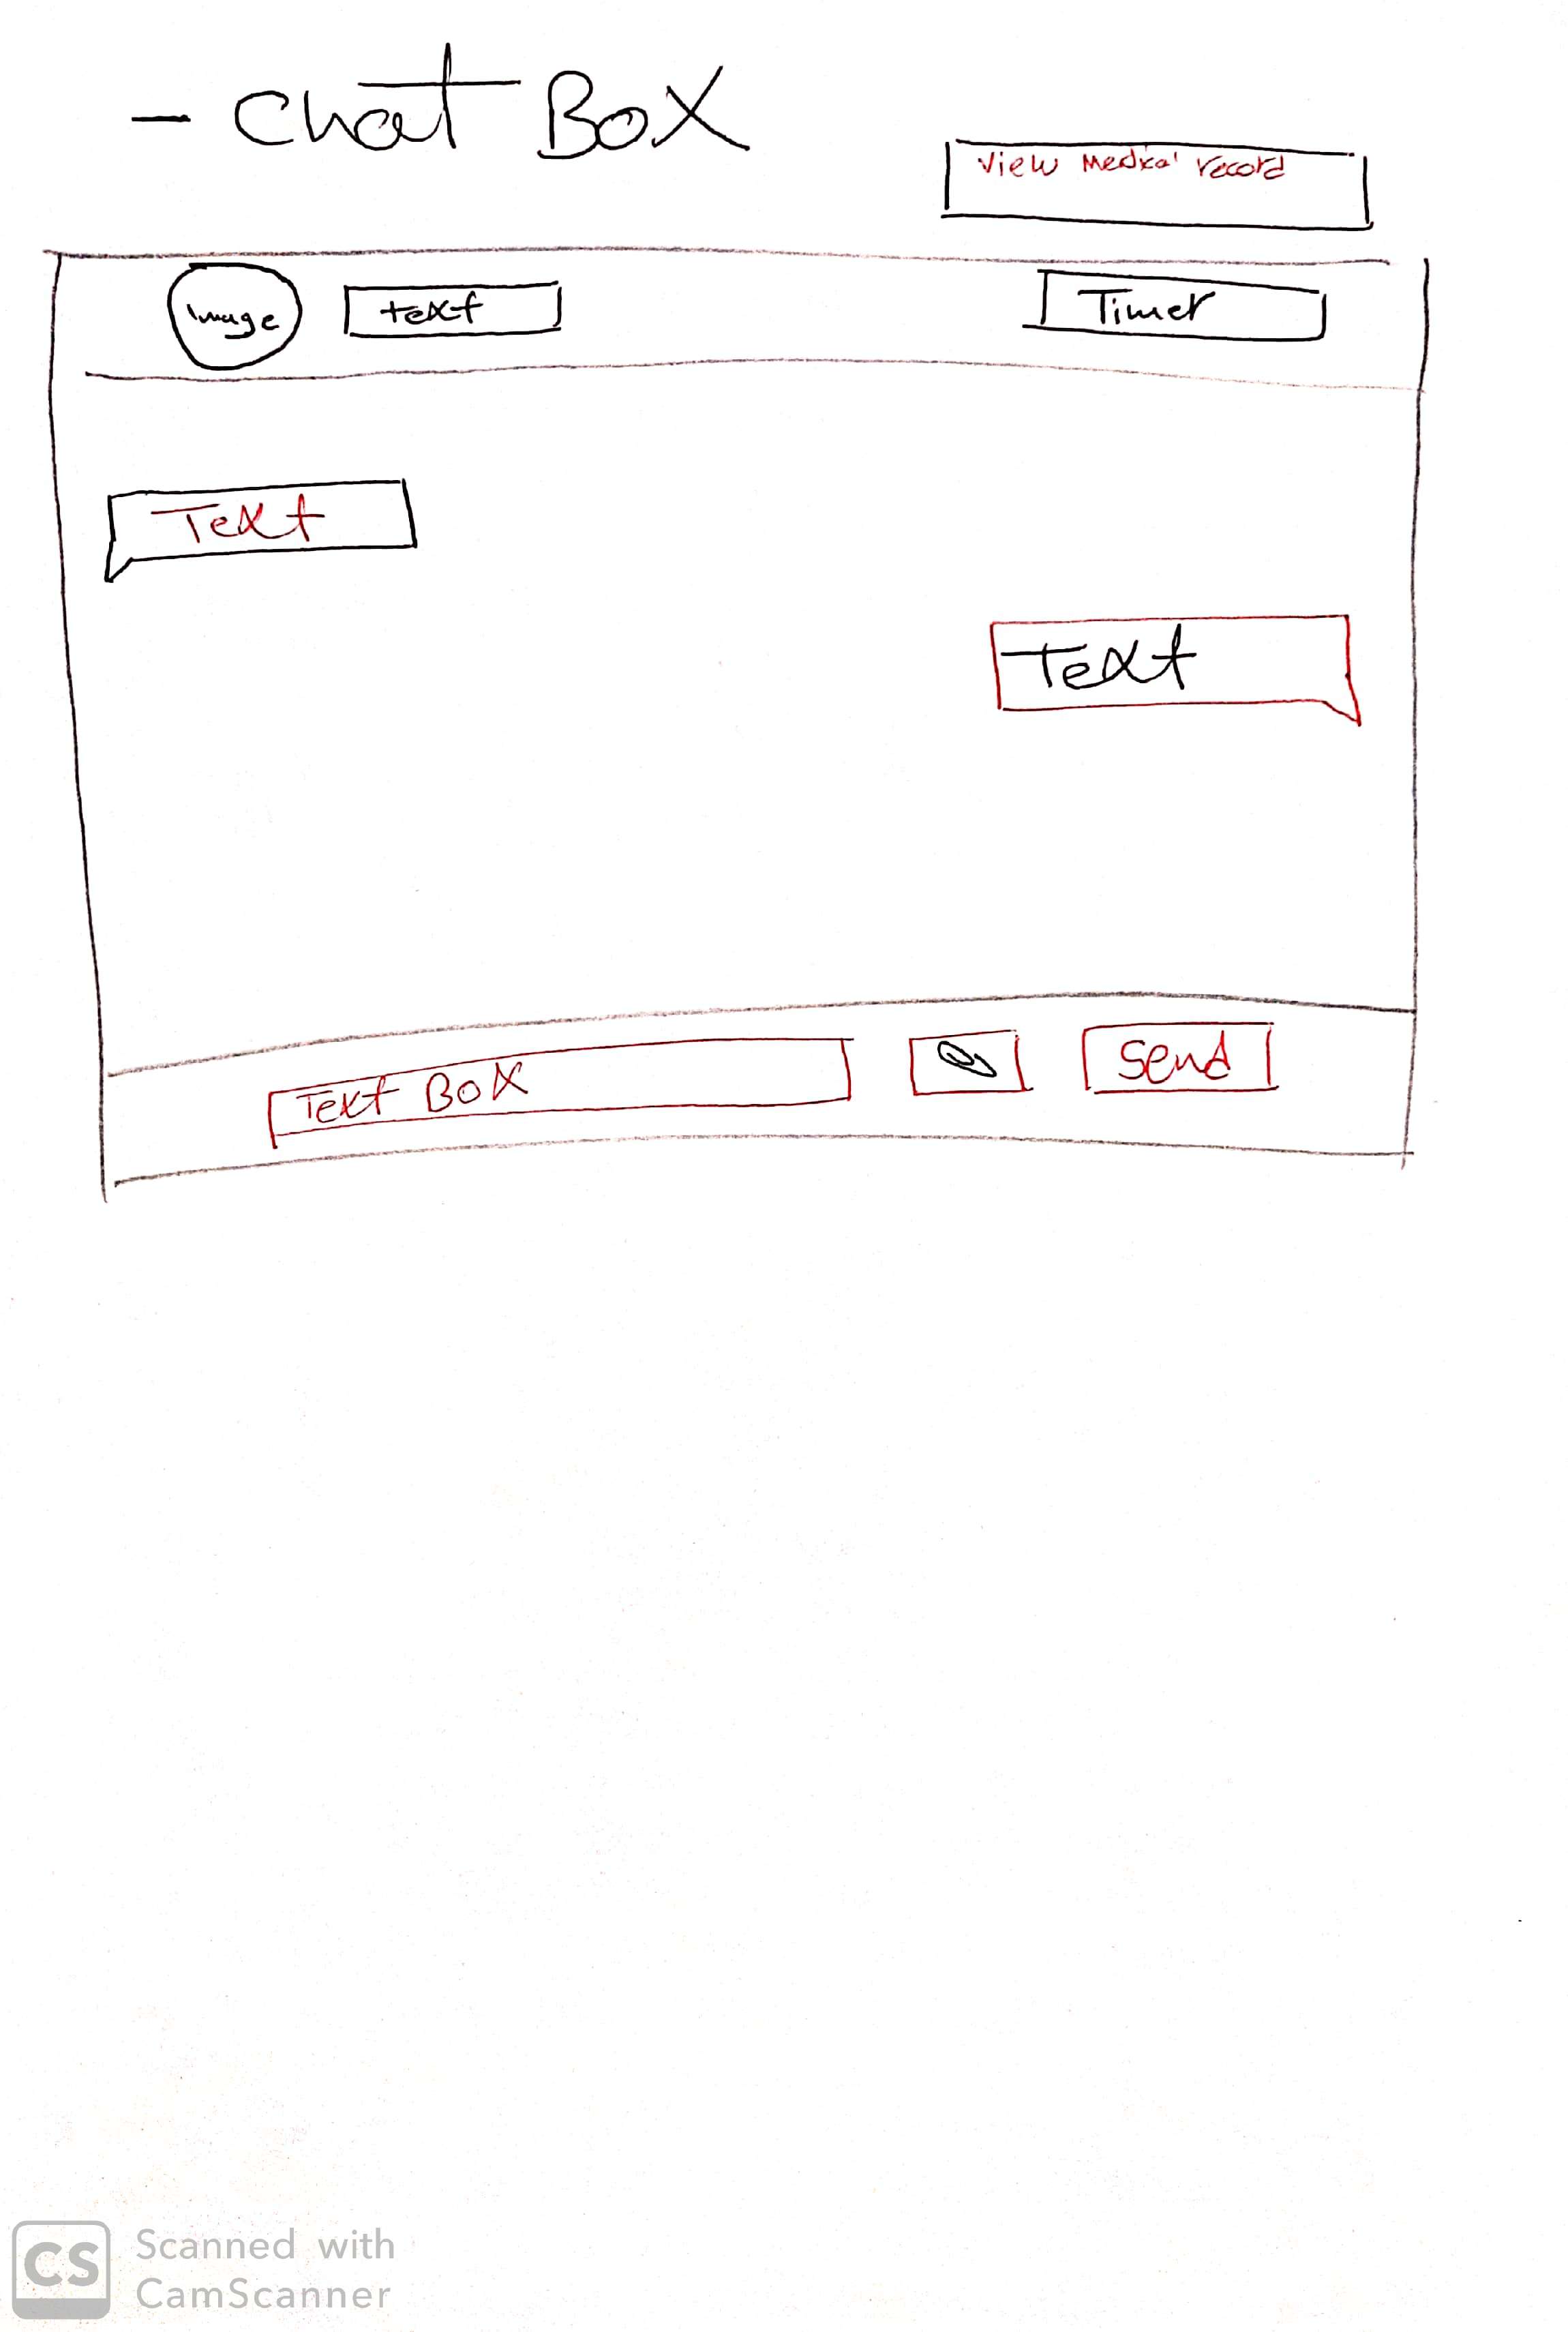 - Chat Box
View Medical record
Image
text
Timer
Text
Text
Text Box
Send
CS
Scanned with
CamScanner